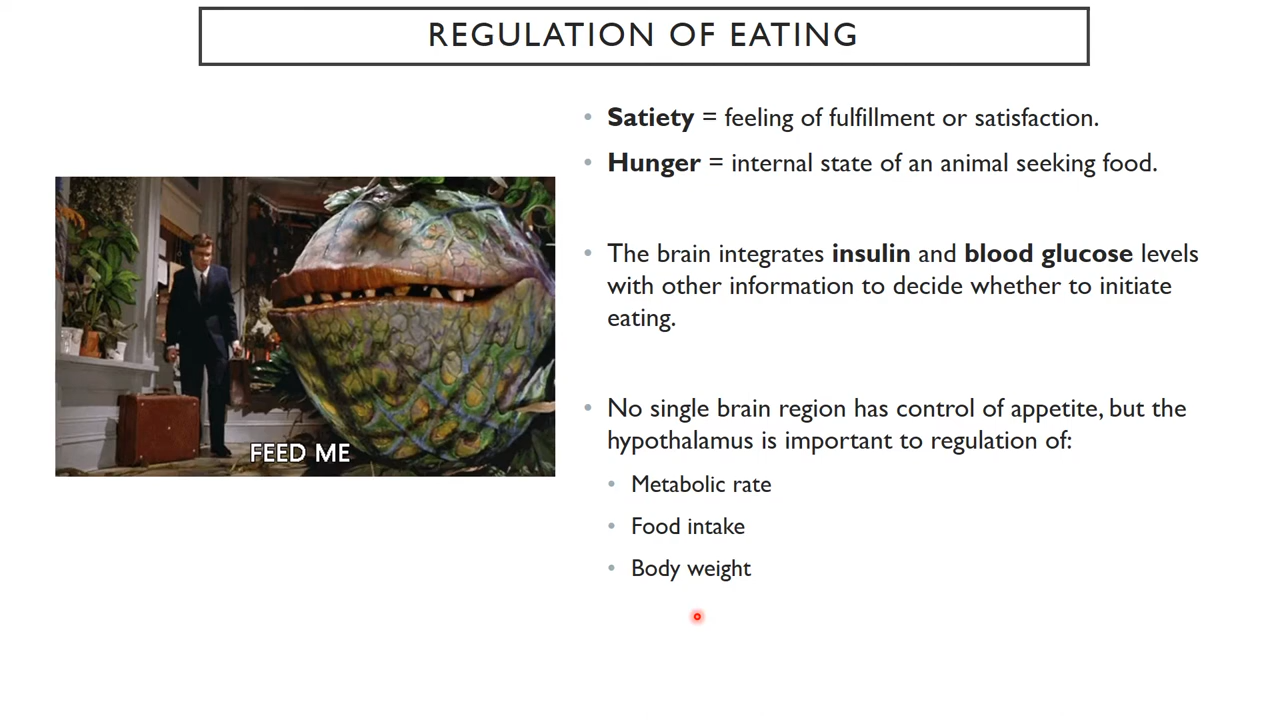 REGULATION OF EATING
• Satiety = feeling of fulfillment or satisfaction.
• Hunger = internal state of an animal seeking food.
• The brain integrates insulin and blood glucose levels
with other information to decide whether to initiate
eating.
• No single brain region has control of appetite, but the
hypothalamus is important to regulation of:
• Metabolic rate
• Food intake
• Body weight
FEED ME